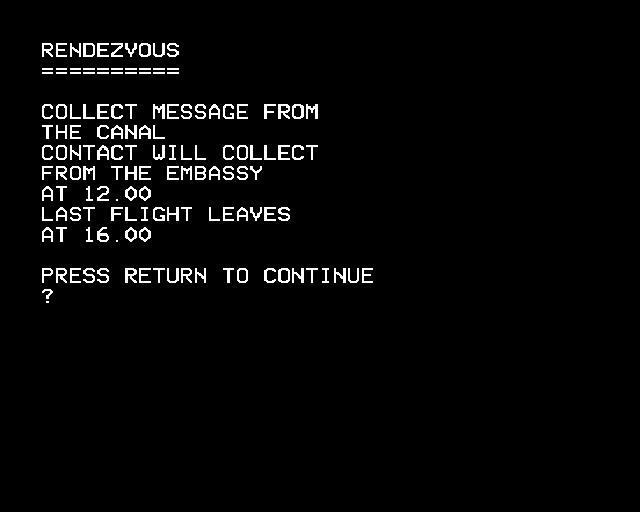 RENDEZVOUS
==========
COLLECT MESSAGE FROM
THE CANAL
CONTACT WILL COLLECT
FROM THE EMBASSY
AT 12.00
LAST FLIGHT LEAVES
AT 16.00
PRESS RETURN TO CONTINUE
?